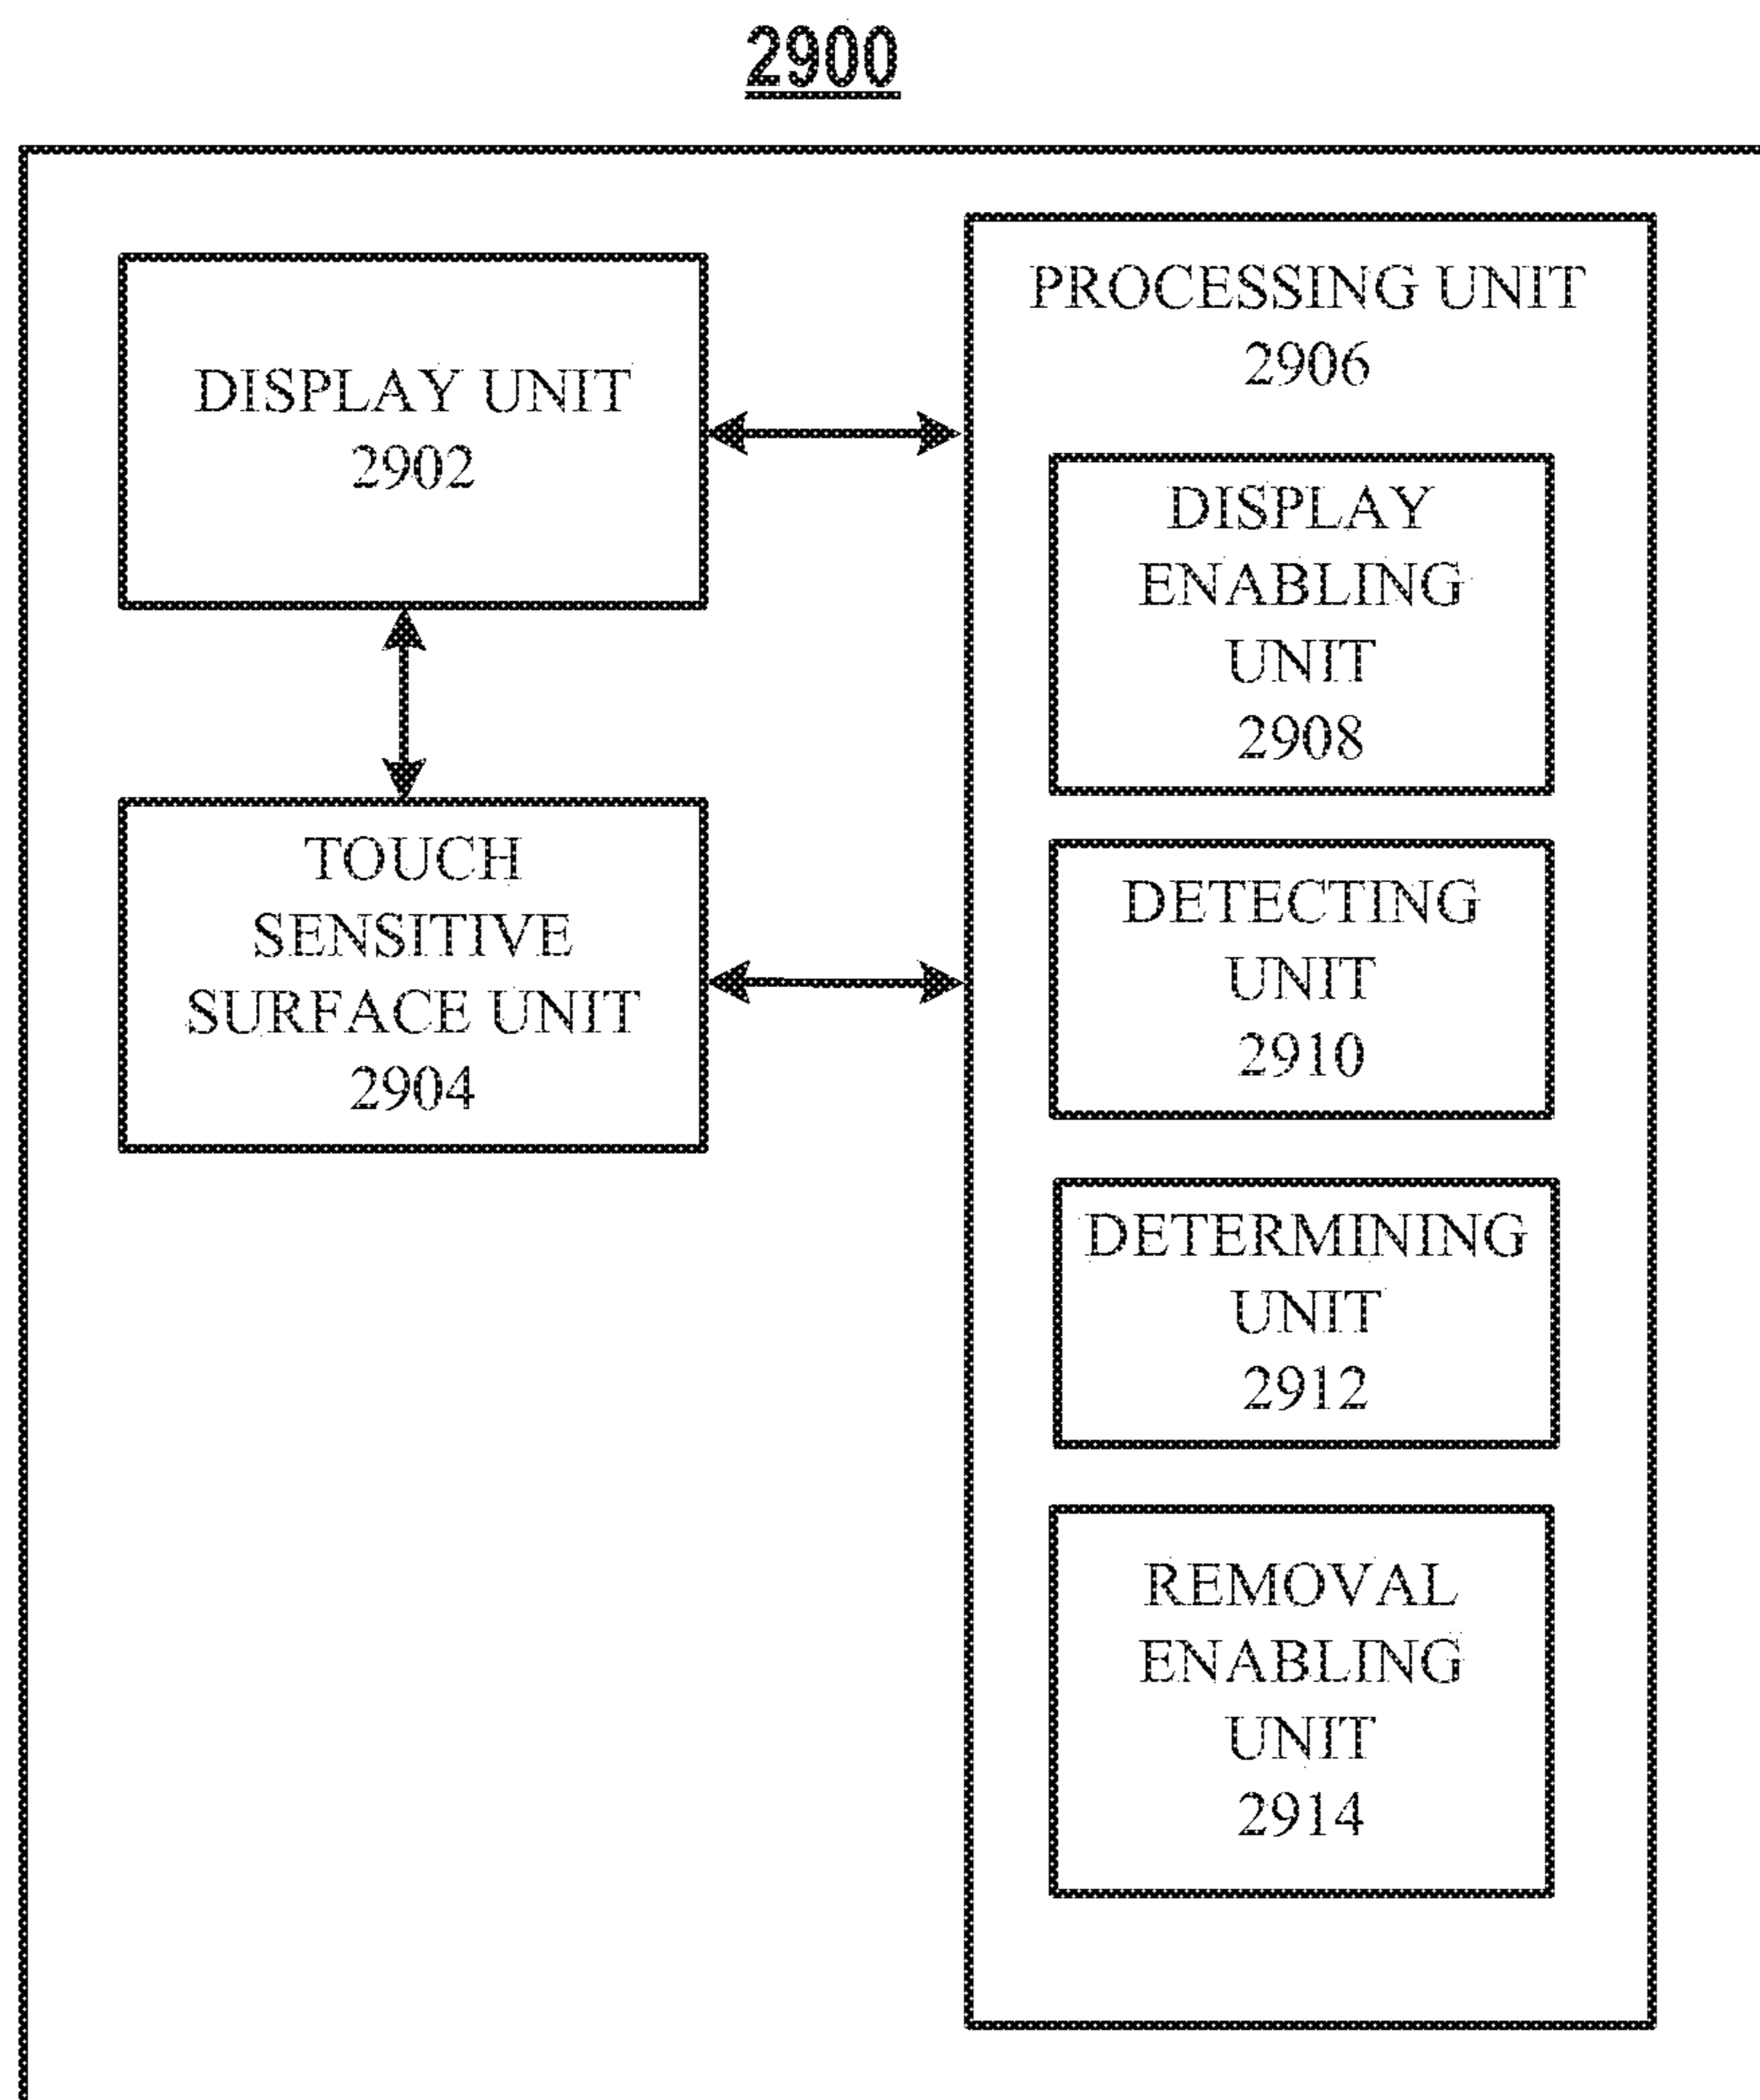 2900
DISPLAY UNIT
2902
TOUCH
SENSITIVE
SURFACE UNIT
2904
PROCESSING UNIT
2906
DISPLAY
ENABLING
UNIT
2908
DETECTING
UNIT
2910
DETERMINING
UNIT
2912
REMOVAL
ENABLING
UNIT
2914